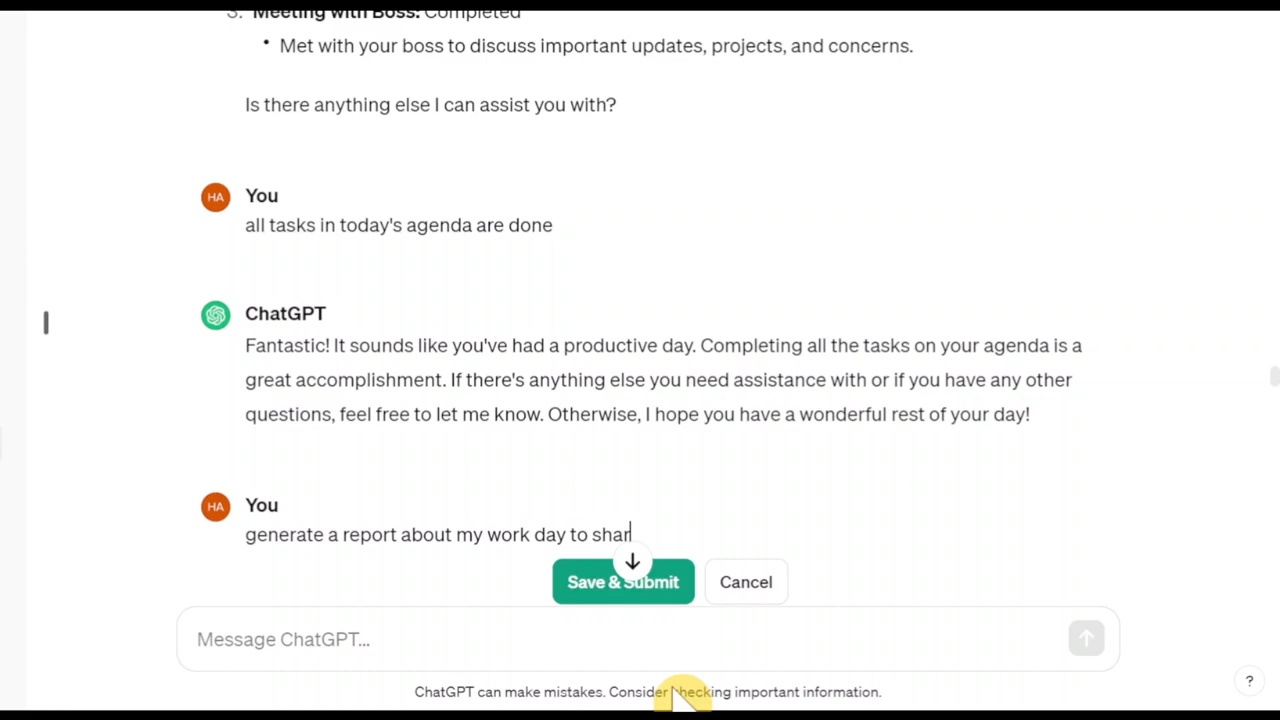 3. Meeting with Boss: Completed
• Met with your boss to discuss important updates, projects, and concerns.
Is there anything else I can assist you with?
HA You
all tasks in today's agenda are done
ChatGPT
Fantastic! It sounds like you've had a productive day. Completing all the tasks on your agenda is a
great accomplishment. If there's anything else you need assistance with or if you have any other
questions, feel free to let me know. Otherwise, I hope you have a wonderful rest of your day!
HA You
generate a report about my work day to shar
Save & Submit Cancel
Message ChatGPT...
ChatGPT can make mistakes. Consider checking important information.
?